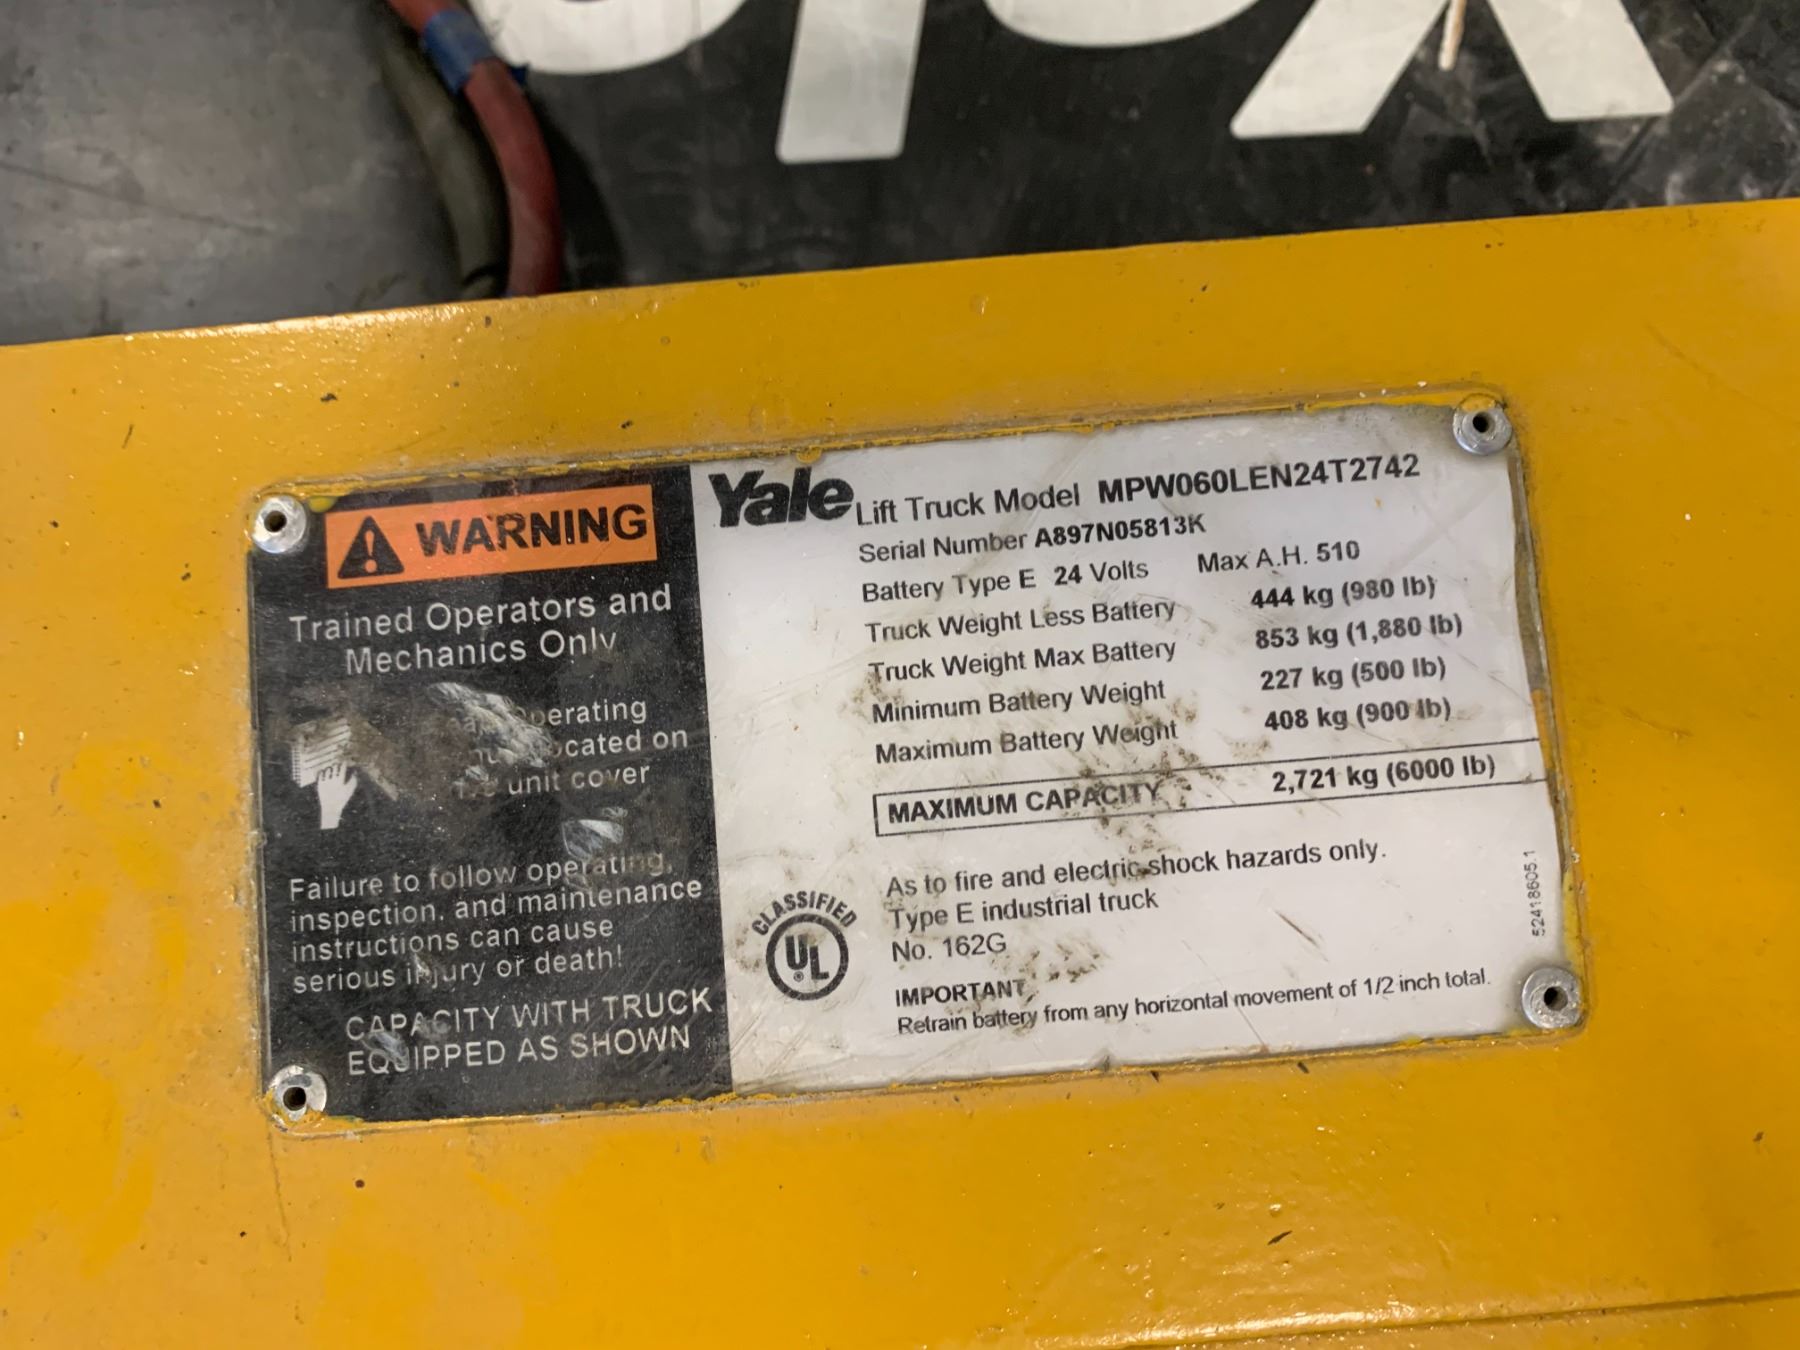 WARNING
Trained Operators and
Mechanics Only
operating
located on
unit cover
Failure to follow operating,
inspection, and maintenance
instructions can cause
serious injury or death!
CAPACITY WITH TRUCK
EQUIPPED AS SHOWN
Yale Lift Truck Model MPW060LEN24T2742
Serial Number A897N05813K
Battery Type E 24 Volts Max A.H. 510
Truck Weight Less Battery 444 kg (980 lb)
Truck Weight Max Battery 853 kg (1,880 lb)
Minimum Battery Weight 227 kg (500 lb)
Maximum Battery Weight 408 kg (900 lb)
MAXIMUM CAPACITY 2,721 kg (6000 lb)
CLASSIFIED
UL
As to fire and electric shock hazards only.
Type E industrial truck
No. 162G
IMPORTANT
Retrain battery from any horizontal movement of 1/2 inch total.
524188605.1